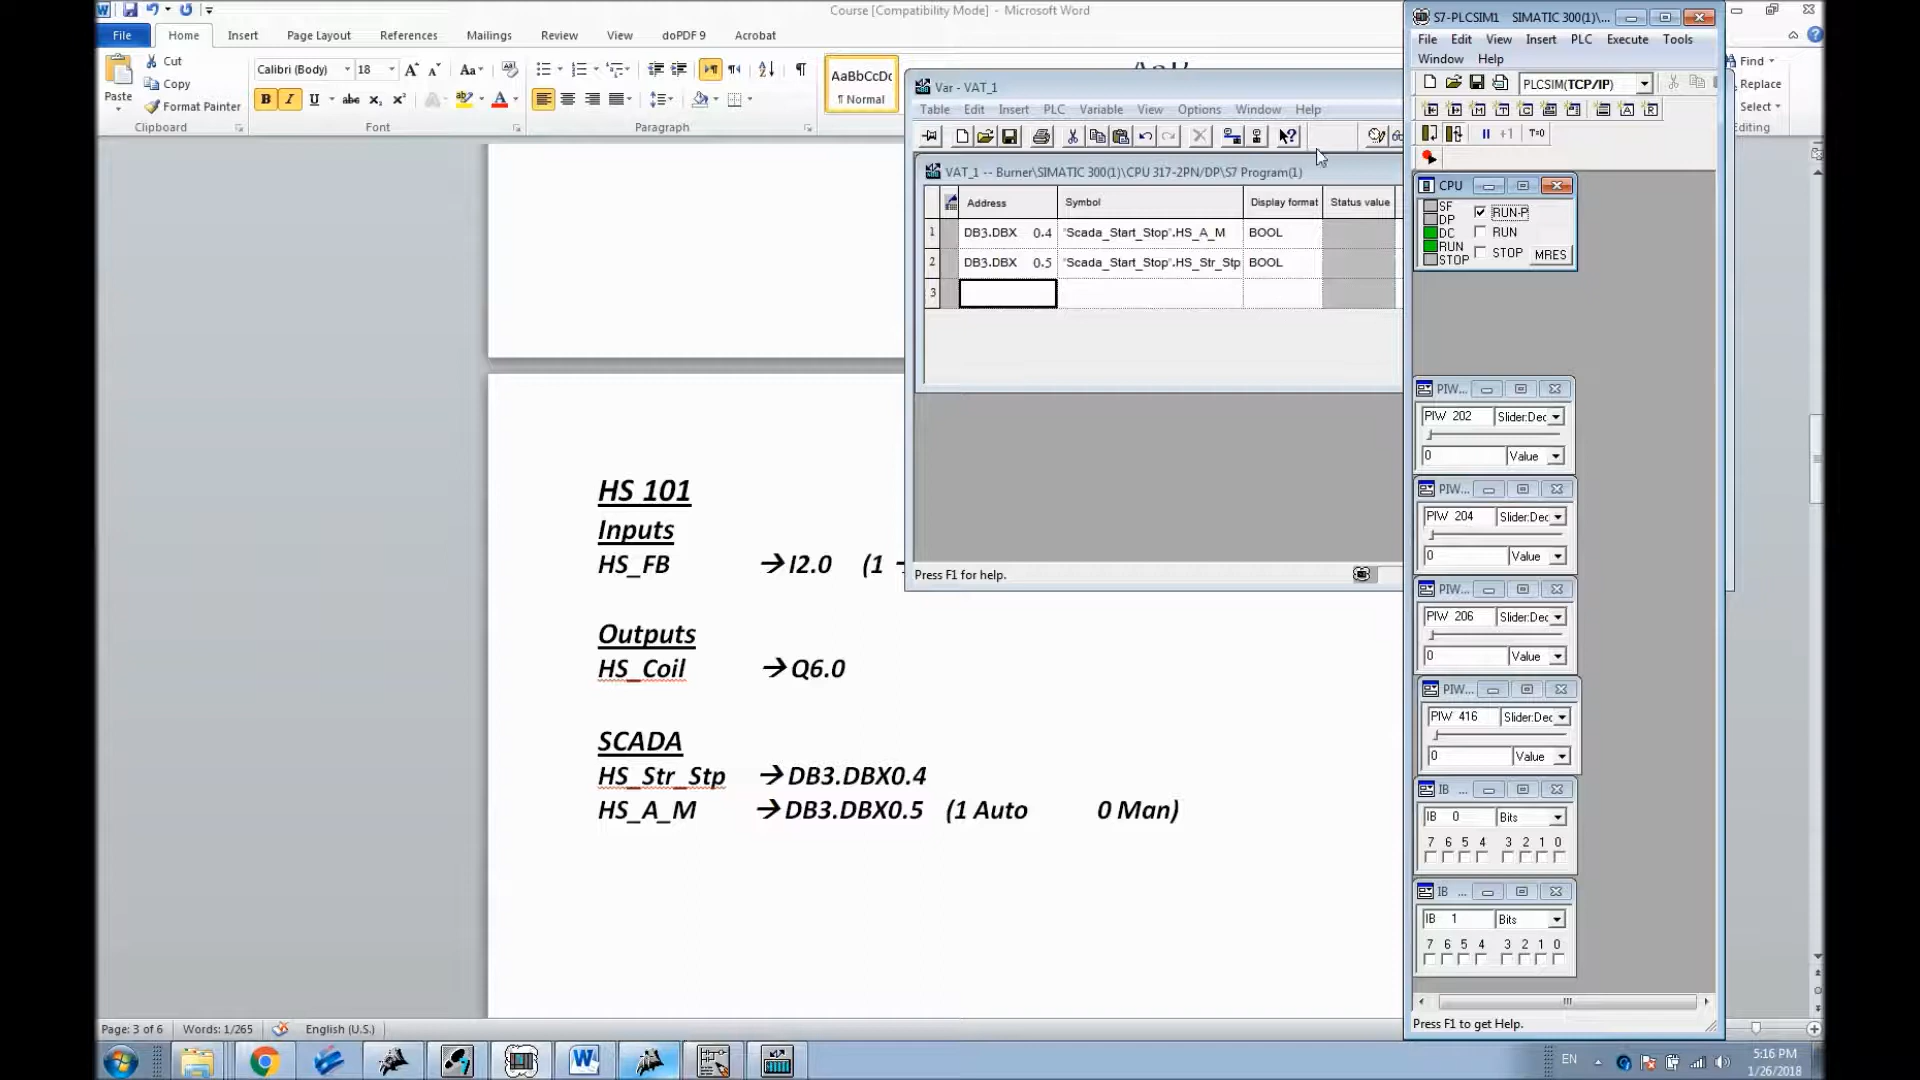 Course [Compatibility Mode] - Microsoft Word
File Home Insert Page Layout References Mailings Review View doPDF 9 Acrobat
Paste
Cut
Copy
Format Painter
Clipboard
Calibri (Body) 18
Font
Paragraph
AaBbCcDc
¶ Normal
Find
Replace
Select
Editing
HS 101
Inputs
HS_FB →I2.0 (1
Outputs
HS_Coil →Q6.0
SCADA
HS_Str_Stp →DB3.DBX0.4
HS_A_M →DB3.DBX0.5 (1 Auto 0 Man)
Var - VAT_1
Table Edit Insert PLC Variable View Options Window Help
VAT_1 -- Burner\SIMATIC 300(1)\CPU 317-2PN/DP\S7 Program(1)
Address Symbol Display format Status value
1 DB3.DBX 0.4 "Scada_Start_Stop".HS_A_M BOOL
2 DB3.DBX 0.5 "Scada_Start_Stop".HS_Str_Stp BOOL
3
Press F1 for help.
S7-PLCSIM1 SIMATIC 300(1)\...
File Edit View Insert PLC Execute Tools
Window Help
PLCSIM(TCP/IP)
+1 T=0
CPU
SF
DP
DC
RUN
STOP
RUN-P
RUN
STOP MRES
PIW...
PIW 202 Slider:Dec
0 Value
PIW...
PIW 204 Slider:Dec
0 Value
PIW...
PIW 206 Slider:Dec
0 Value
PIW...
PIW 416 Slider:Dec
0 Value
IB ...
IB 0 Bits
7 6 5 4 3 2 1 0
IB ...
IB 1 Bits
7 6 5 4 3 2 1 0
Press F1 to get Help.
Page: 3 of 6 Words: 1/265 English (U.S.)
EN
5:16 PM
1/26/2018